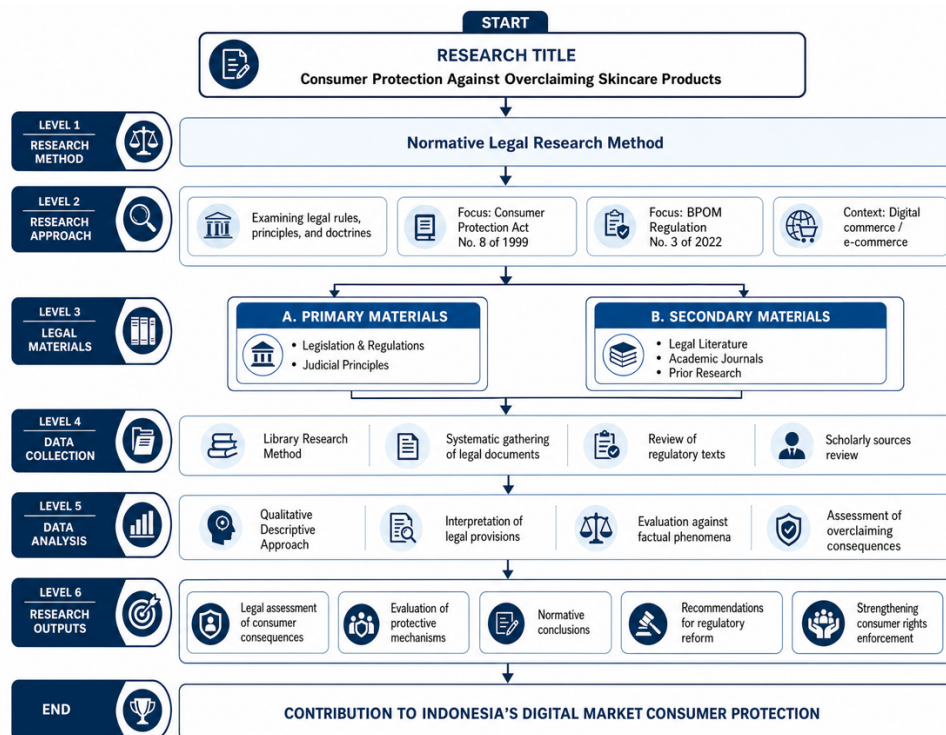 START
RESEARCH TITLE
Consumer Protection Against Overclaiming Skincare Products
LEVEL 1
RESEARCH
METHOD
Normative Legal Research Method
LEVEL 2
RESEARCH
APPROACH
Examining legal rules,
principles, and doctrines
Focus: Consumer
Protection Act
No. 8 of 1999
Focus: BPOM
Regulation
No. 3 of 2022
Context: Digital
commerce /
e-commerce
LEVEL 3
LEGAL
MATERIALS
A. PRIMARY MATERIALS
• Legislation & Regulations
• Judicial Principles
B. SECONDARY MATERIALS
• Legal Literature
• Academic Journals
• Prior Research
LEVEL 4
DATA
COLLECTION
Library Research
Method
Systematic gathering
of legal documents
Review of
regulatory texts
Scholarly sources
review
LEVEL 5
DATA
ANALYSIS
Qualitative
Descriptive
Approach
Interpretation of
legal provisions
Evaluation against
factual phenomena
Assessment of
overclaiming
consequences
LEVEL 6
RESEARCH
OUTPUTS
Legal assessment
of consumer
consequences
Evaluation of
protective
mechanisms
Normative
conclusions
Recommendations
for regulatory
reform
Strengthening
consumer rights
enforcement
END
CONTRIBUTION TO INDONESIA'S DIGITAL MARKET CONSUMER PROTECTION